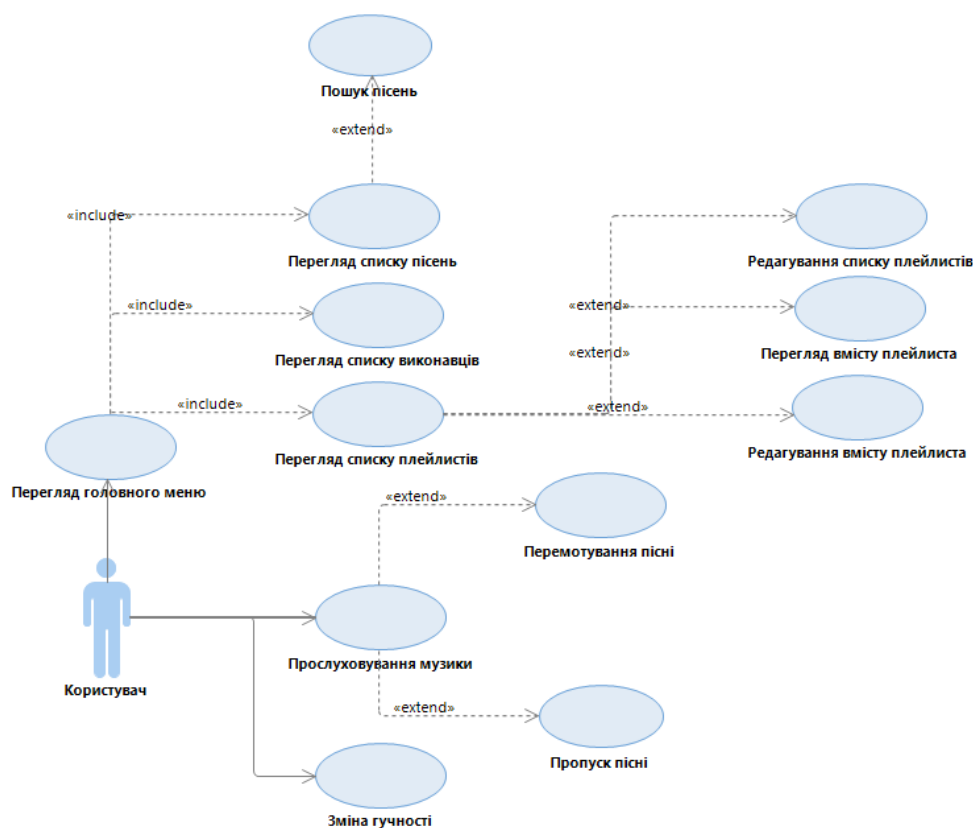 Пошук пісень
«extend»
«include»
Перегляд списку пісень
Редагування списку плейлистів
«include»
«extend»
Перегляд списку виконавців
«extend»
Перегляд вмісту плейлиста
«include»
«extend»
Перегляд списку плейлистів
Редагування вмісту плейлиста
Перегляд головного меню
«extend»
Перемотування пісні
Прослуховування музики
Користувач
«extend»
Пропуск пісні
Зміна гучності